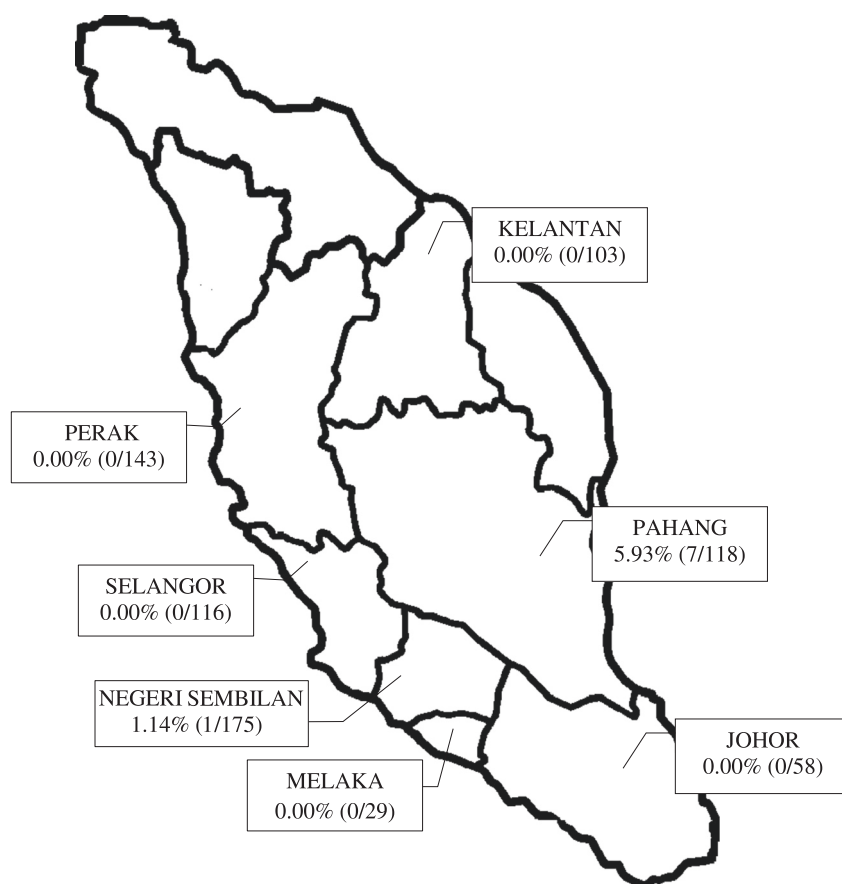 KELANTAN
0.00% (0/103)
PERAK
0.00% (0/143)
PAHANG
5.93% (7/118)
SELANGOR
0.00% (0/116)
NEGERI SEMBILAN
1.14% (1/175)
JOHOR
0.00% (0/58)
MELAKA
0.00% (0/29)